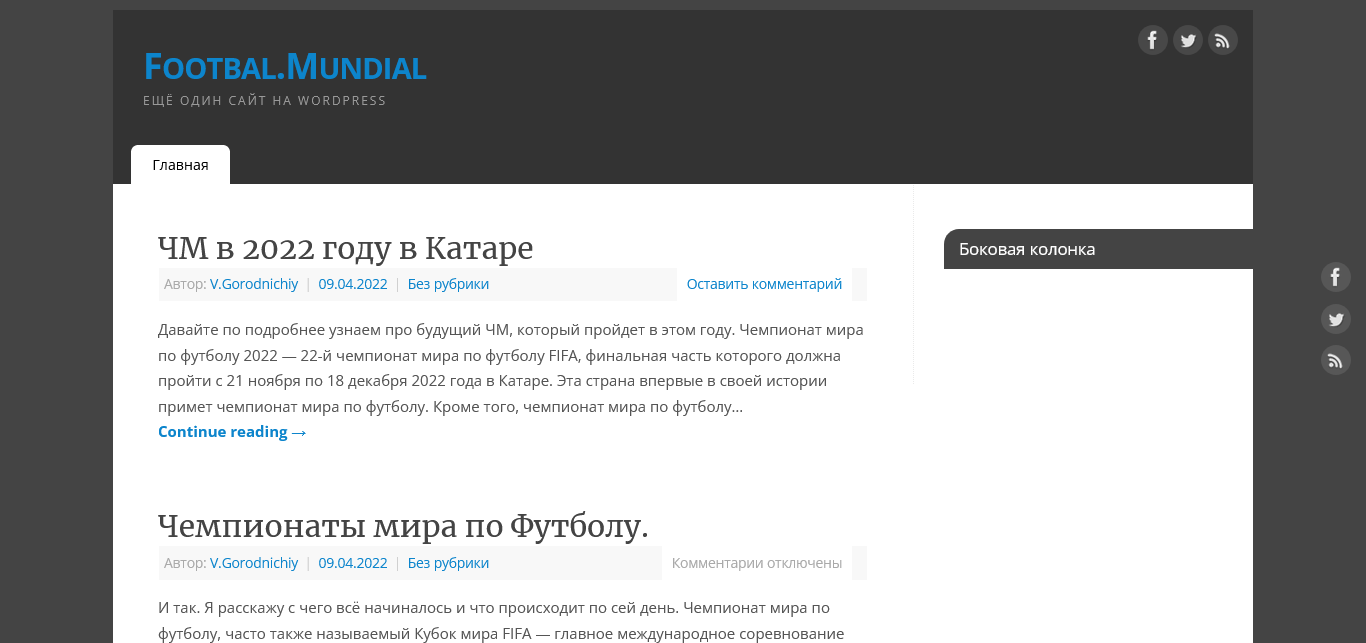 Footbal.Mundial
ЕЩЁ ОДИН САЙТ НА WORDPRESS
Главная
ЧМ в 2022 году в Катаре
Автор: V.Gorodnichiy | 09.04.2022 | Без рубрики Оставить комментарий
Давайте по подробнее узнаем про будущий ЧМ, который пройдет в этом году. Чемпионат мира
по футболу 2022 — 22-й чемпионат мира по футболу FIFA, финальная часть которого должна
пройти с 21 ноября по 18 декабря 2022 года в Катаре. Эта страна впервые в своей истории
примет чемпионат мира по футболу. Кроме того, чемпионат мира по футболу…
Continue reading →
Чемпионаты мира по Футболу.
Автор: V.Gorodnichiy | 09.04.2022 | Без рубрики Комментарии отключены
И так. Я расскажу с чего всё начиналось и что происходит по сей день. Чемпионат мира по
футболу, часто также называемый Кубок мира FIFA — главное международное соревнование
Боковая колонка